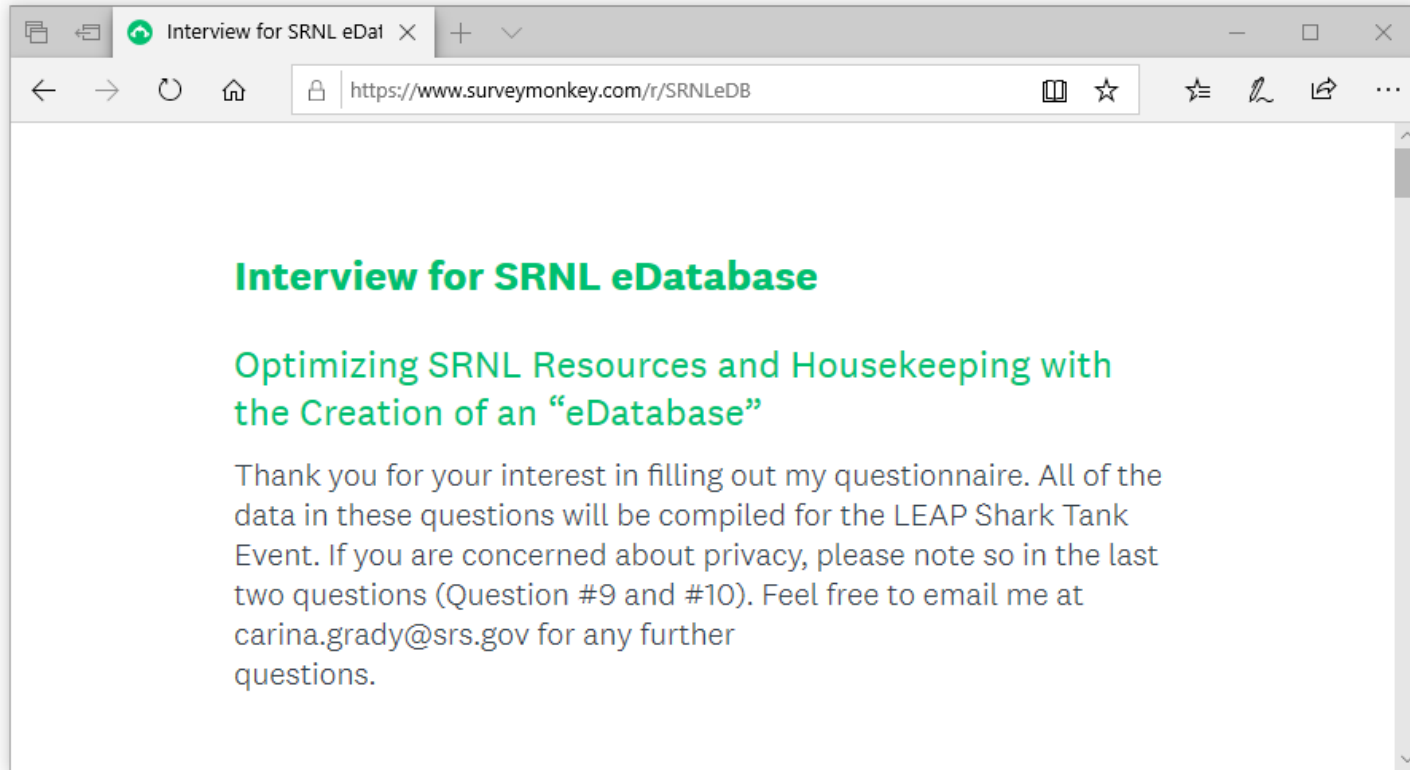 Interview for SRNL eDat
https://www.surveymonkey.com/r/SRNLeDB
Interview for SRNL eDatabase
Optimizing SRNL Resources and Housekeeping with
the Creation of an “eDatabase”
Thank you for your interest in filling out my questionnaire. All of the
data in these questions will be compiled for the LEAP Shark Tank
Event. If you are concerned about privacy, please note so in the last
two questions (Question #9 and #10). Feel free to email me at
carina.grady@srs.gov for any further
questions.